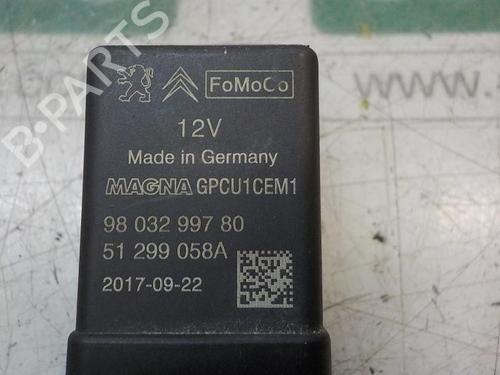 FoMoCo
12V
Made in Germany
MAGNA GPCU1CEM1
98 032 997 80
51 299 058A
2017-09-22
B-PARTS
www.